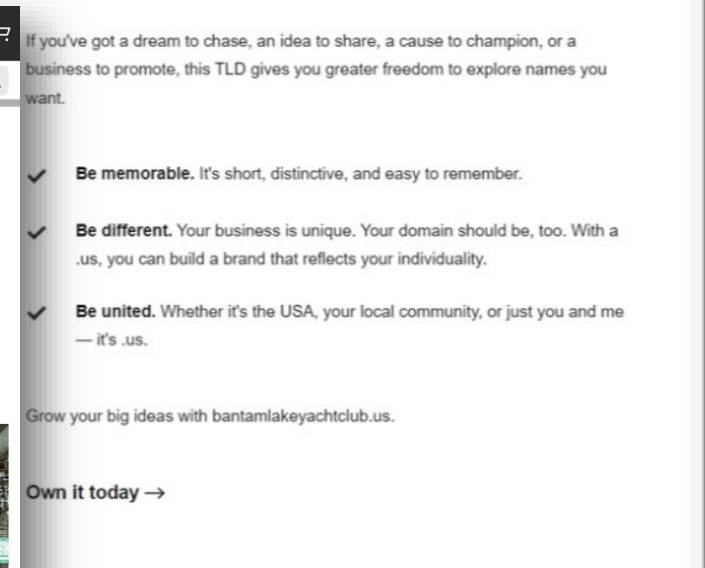 If you've got a dream to chase, an idea to share, a cause to champion, or a
business to promote, this TLD gives you greater freedom to explore names you
want.
Be memorable. It's short, distinctive, and easy to remember.
Be different. Your business is unique. Your domain should be, too. With a
.us, you can build a brand that reflects your individuality.
Be united. Whether it's the USA, your local community, or just you and me
— it's .us.
Grow your big ideas with bantamlakeyachtclub.us.
Own it today →